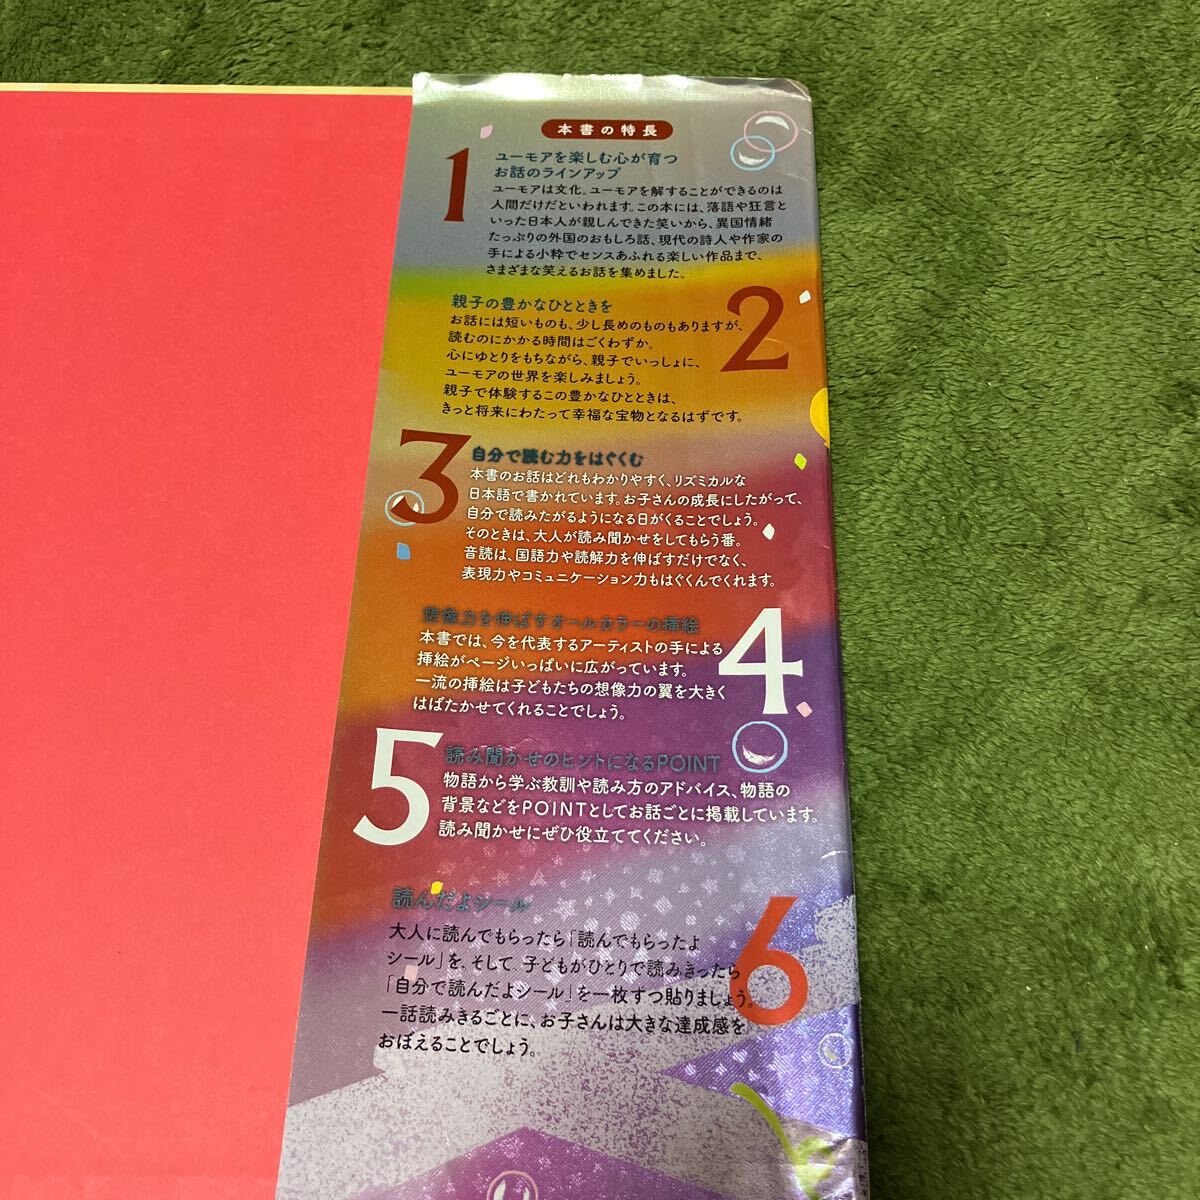 本書の特長
1
ユーモアを楽しむ心が育つ
お話のラインアップ
ユーモアは文化。ユーモアを解することができるのは
人間だけだといわれます。この本には、落語や狂言と
いった日本人が親しんできた笑いから、異国情緒
たっぷりの外国のおもしろ話、現代の詩人や作家の
手による小粋でセンスあふれる楽しい作品まで、
さまざまな笑えるお話を集めました。
2
親子の豊かなひとときを
お話には短いものも、少し長めのものもありますが、
読むのにかかる時間はごくわずか。
心にゆとりをもちながら、親子でいっしょに、
ユーモアの世界を楽しみましょう。
親子で体験するこの豊かなひとときは、
きっと将来にわたって幸福な宝物となるはずです。
3
自分で読む力をはぐくむ
本書のお話はどれもわかりやすく、リズミカルな
日本語で書かれています。お子さんの成長にしたがって、
自分で読みたがるようになる日がくることでしょう。
そのときは、大人が読み聞かせをしてもらう番。
音読は、国語力や読解力を伸ばすだけでなく、
表現力やコミュニケーション力もはぐくんでくれます。
4
想像力を伸ばすオールカラーの挿絵
本書では、今を代表するアーティストの手による
挿絵がページいっぱいに広がっています。
一流の挿絵は子どもたちの想像力の翼を大きく
はばたかせてくれることでしょう。
5
読み聞かせのヒントになるPOINT
物語から学ぶ教訓や読み方のアドバイス、物語の
背景などをPOINTとしてお話ごとに掲載しています。
読み聞かせにぜひ役立ててください。
6
読んだよシール
大人に読んでもらったら「読んでもらったよ
シール」を、そして、子どもがひとりで読みきったら
「自分で読んだよシール」を一枚ずつ貼りましょう。
一話読みきるごとに、お子さんは大きな達成感を
おぼえることでしょう。